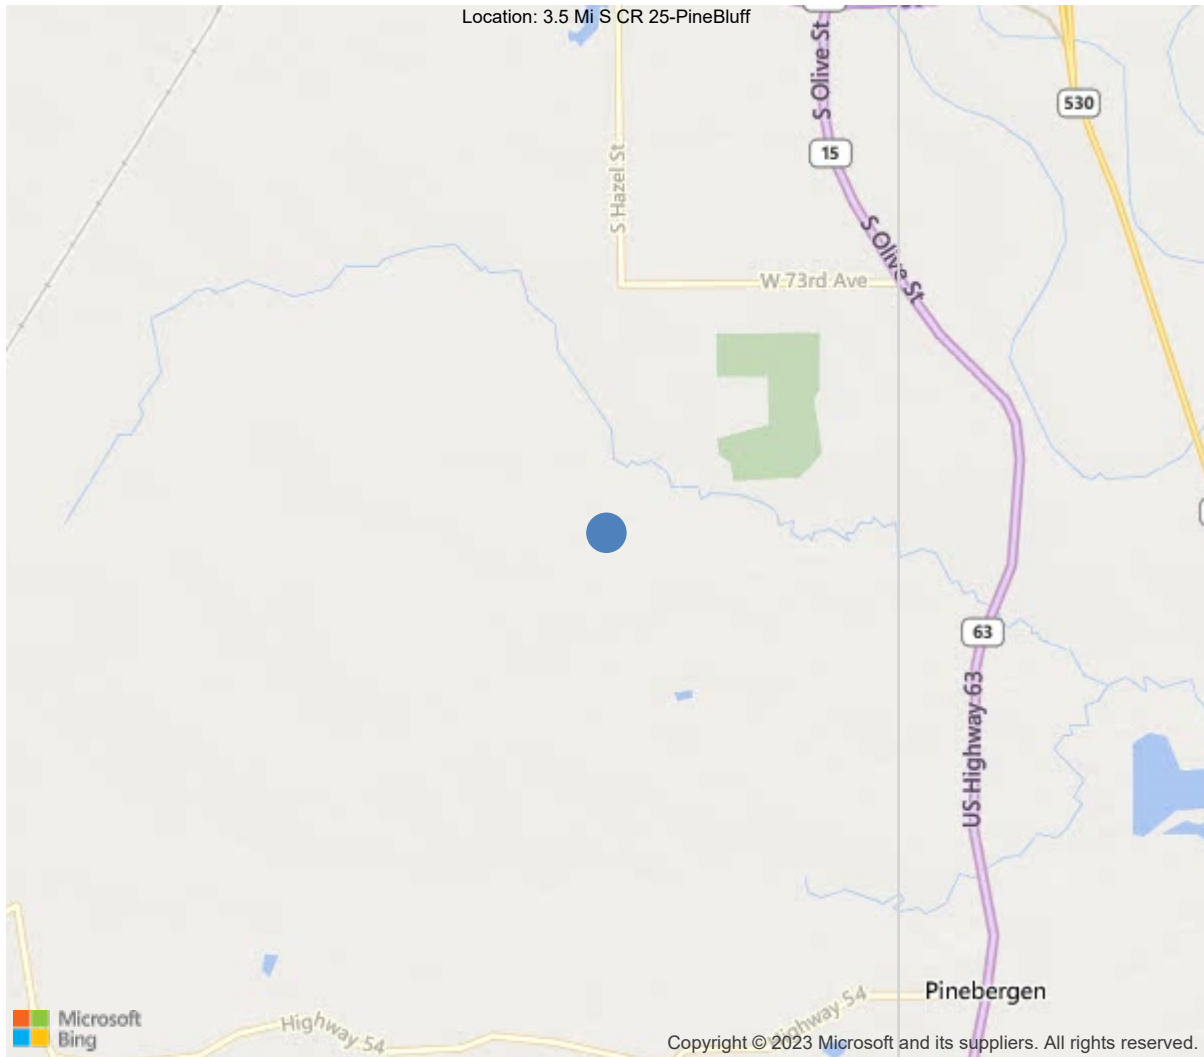 Location: 3.5 Mi S CR 25-PineBluff
S Olive St
530
15
S Hazel St
S Olive St
W 73rd Ave
63
US Highway 63
Pinebergen
Highway 54
Highway 54
Microsoft
Bing
Copyright © 2023 Microsoft and its suppliers. All rights reserved.